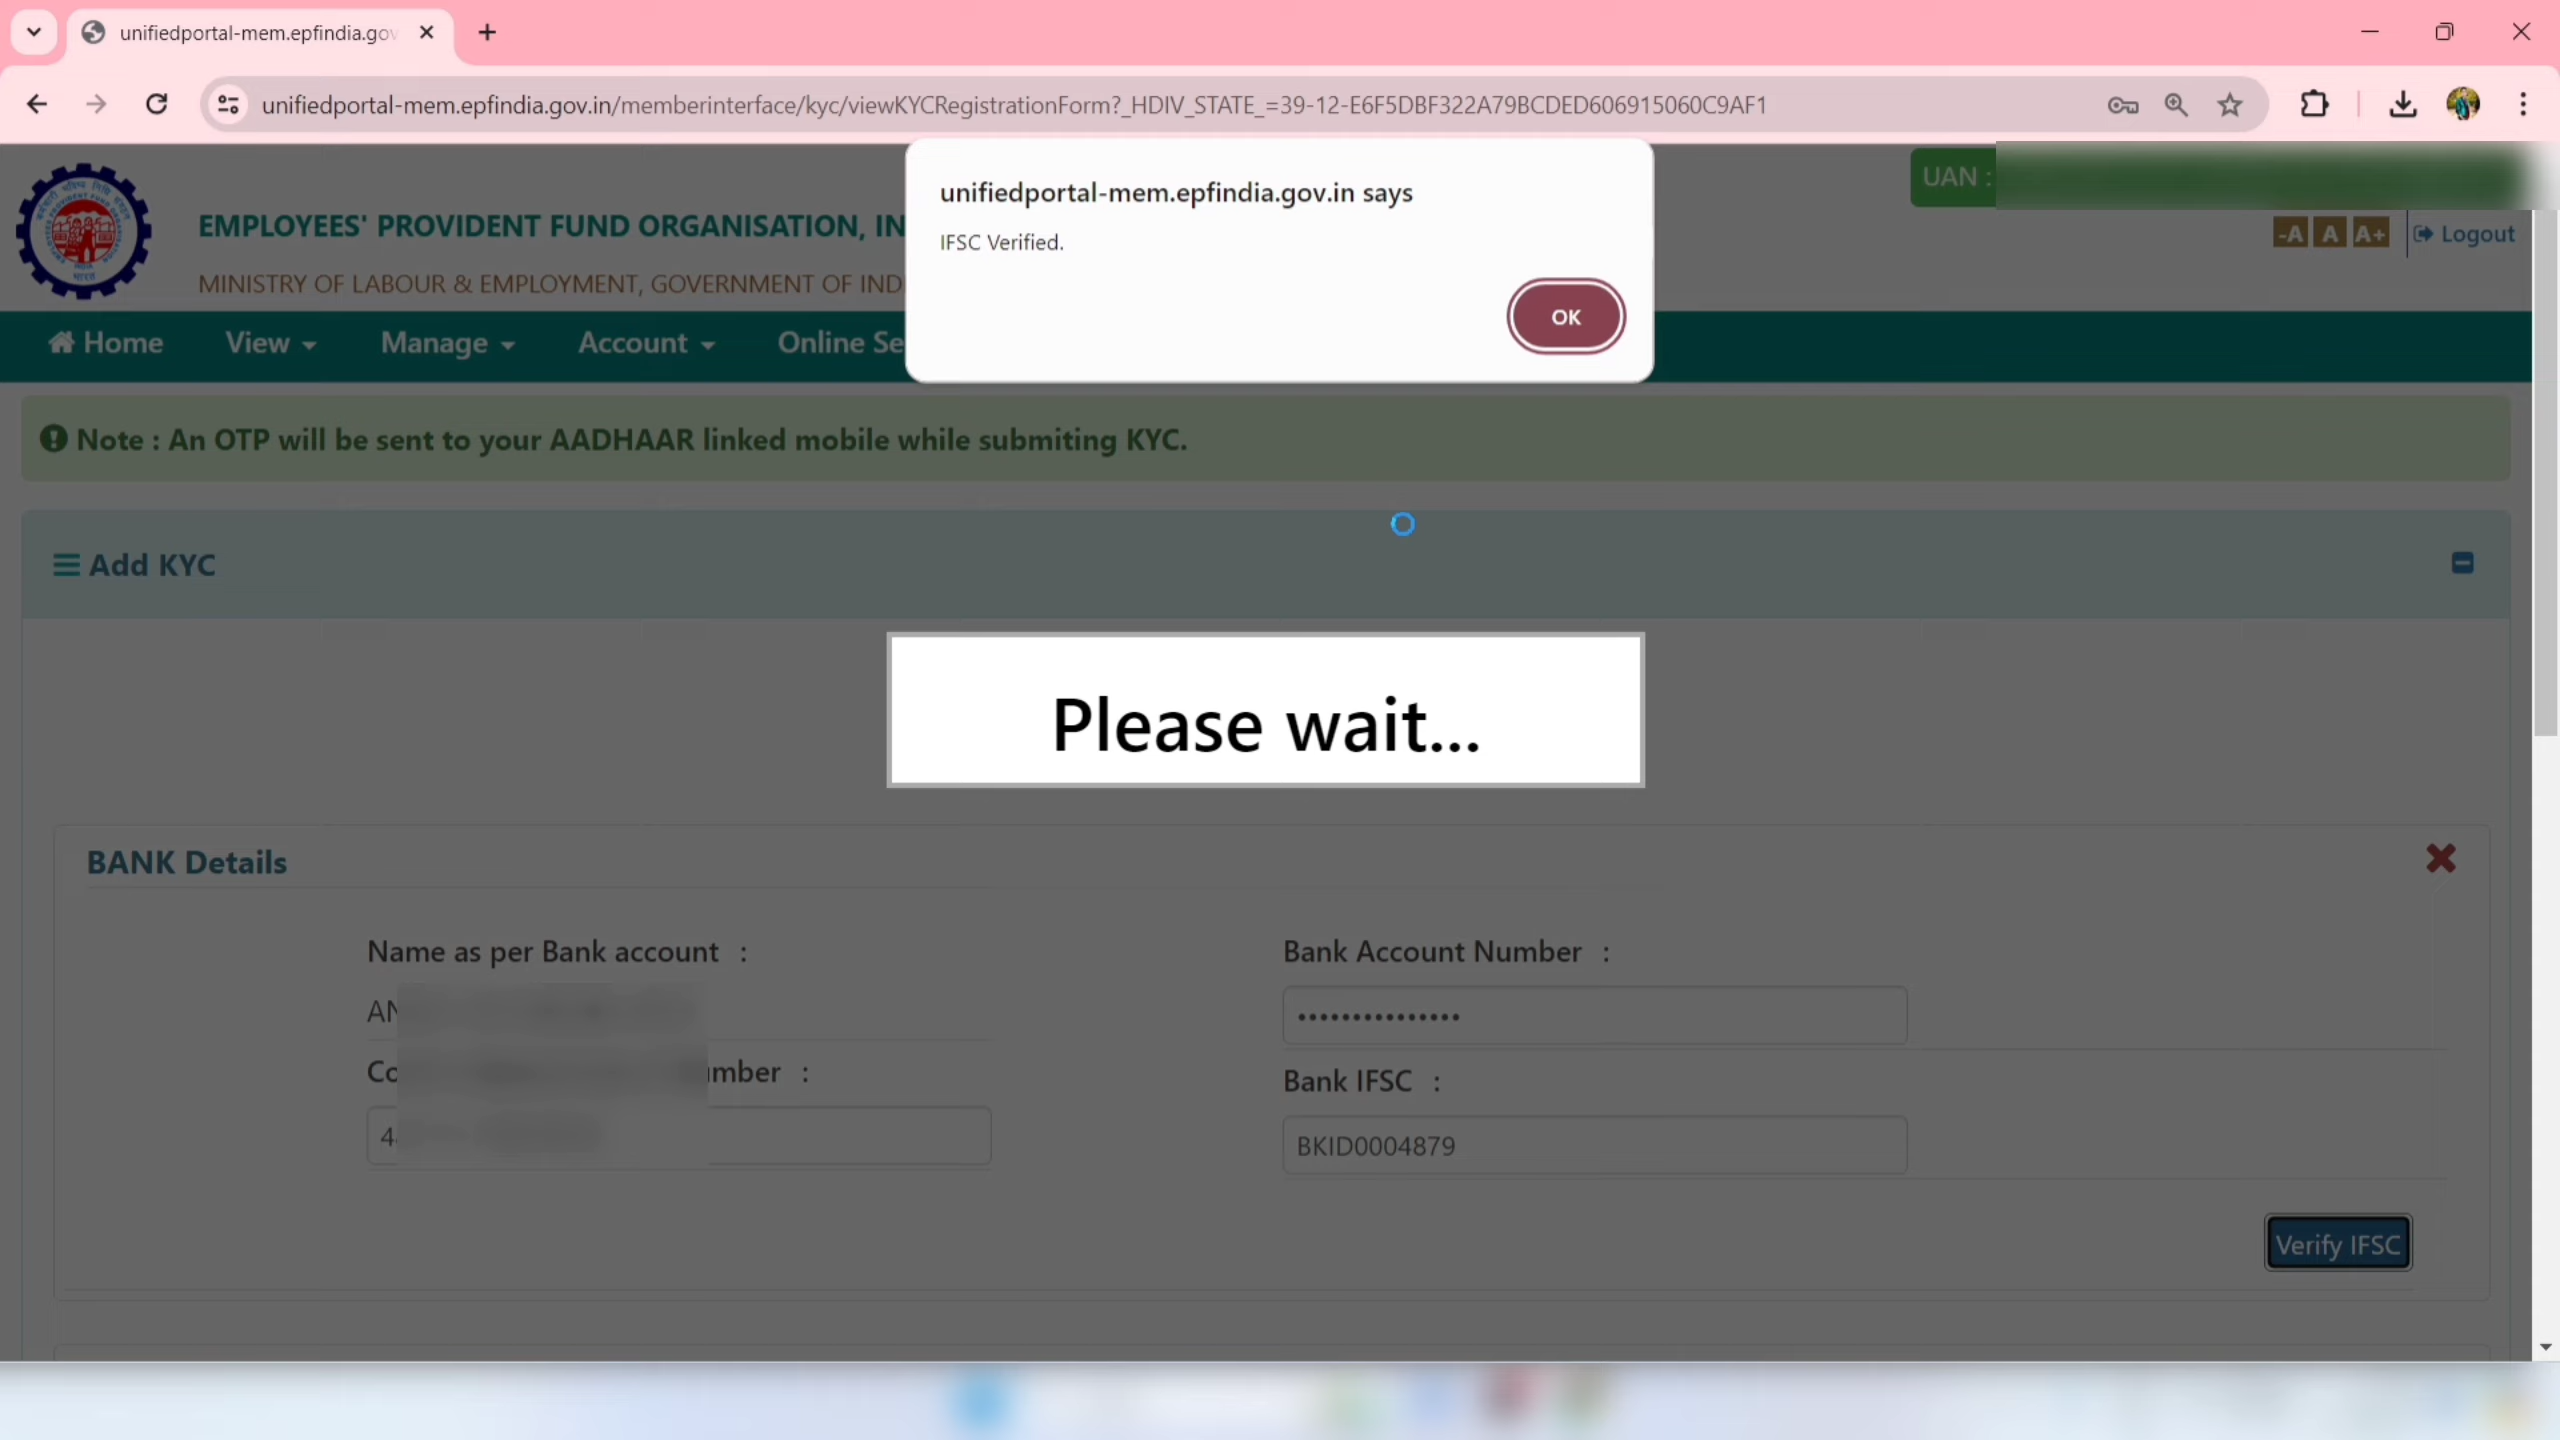 unifiedportal-mem.epfindia.gov
unifiedportal-mem.epfindia.gov.in/memberinterface/kyc/viewKYCRegistrationForm?_HDIV_STATE_=39-12-E6F5DBF322A79BCDED606915060C9AF1
unifiedportal-mem.epfindia.gov.in says
IFSC Verified.
OK
UAN :
EMPLOYEES' PROVIDENT FUND ORGANISATION, IN
MINISTRY OF LABOUR & EMPLOYMENT, GOVERNMENT OF IND
-A A A+ Logout
Home View Manage Account Online Se
Note : An OTP will be sent to your AADHAAR linked mobile while submiting KYC.
Add KYC
Please wait...
BANK Details
Name as per Bank account :
Bank Account Number :
AN
Co mber :
Bank IFSC :
4
BKID0004879
Verify IFSC